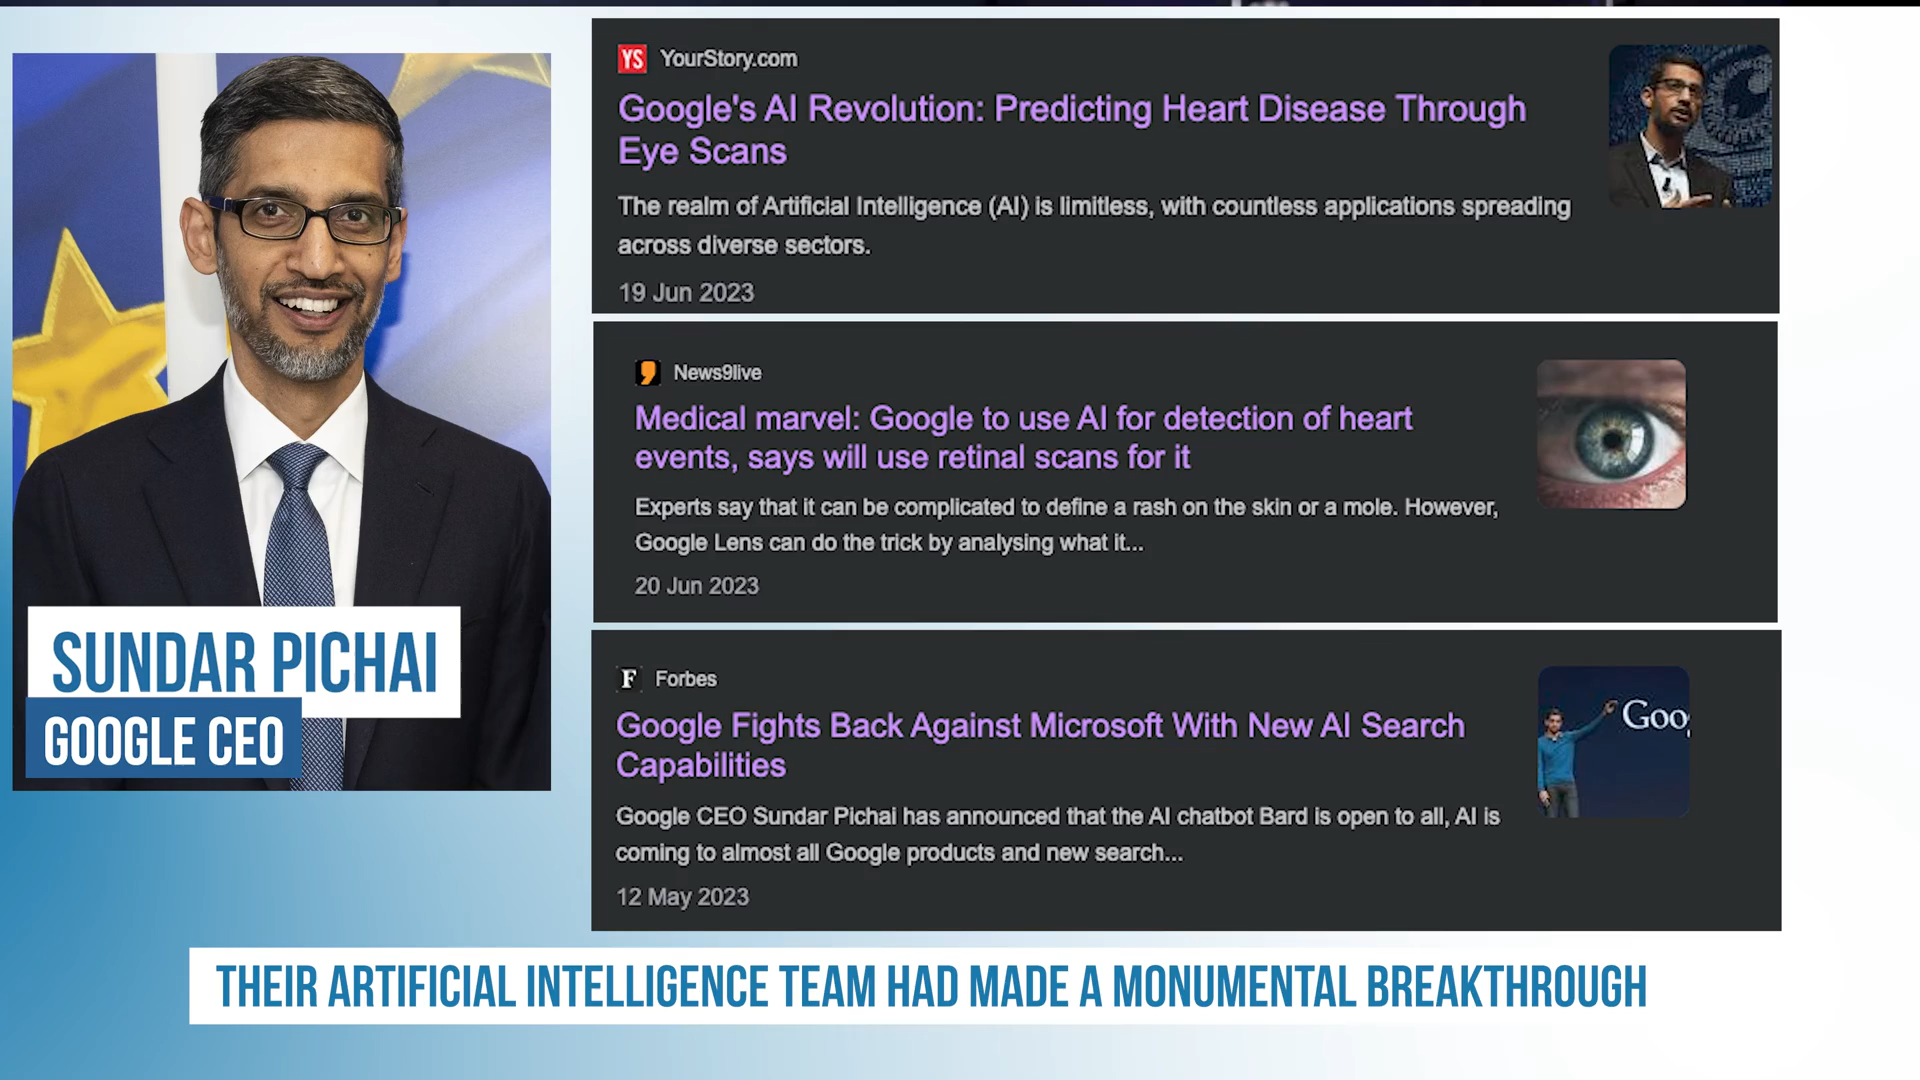 SUNDAR PICHAI
GOOGLE CEO
YS YourStory.com
Google's AI Revolution: Predicting Heart Disease Through
Eye Scans
The realm of Artificial Intelligence (AI) is limitless, with countless applications spreading
across diverse sectors.
19 Jun 2023
News9live
Medical marvel: Google to use AI for detection of heart
events, says will use retinal scans for it
Experts say that it can be complicated to define a rash on the skin or a mole. However,
Google Lens can do the trick by analysing what it...
20 Jun 2023
F Forbes
Google Fights Back Against Microsoft With New AI Search
Capabilities
Google CEO Sundar Pichai has announced that the AI chatbot Bard is open to all, AI is
coming to almost all Google products and new search...
12 May 2023
Goo
THEIR ARTIFICIAL INTELLIGENCE TEAM HAD MADE A MONUMENTAL BREAKTHROUGH